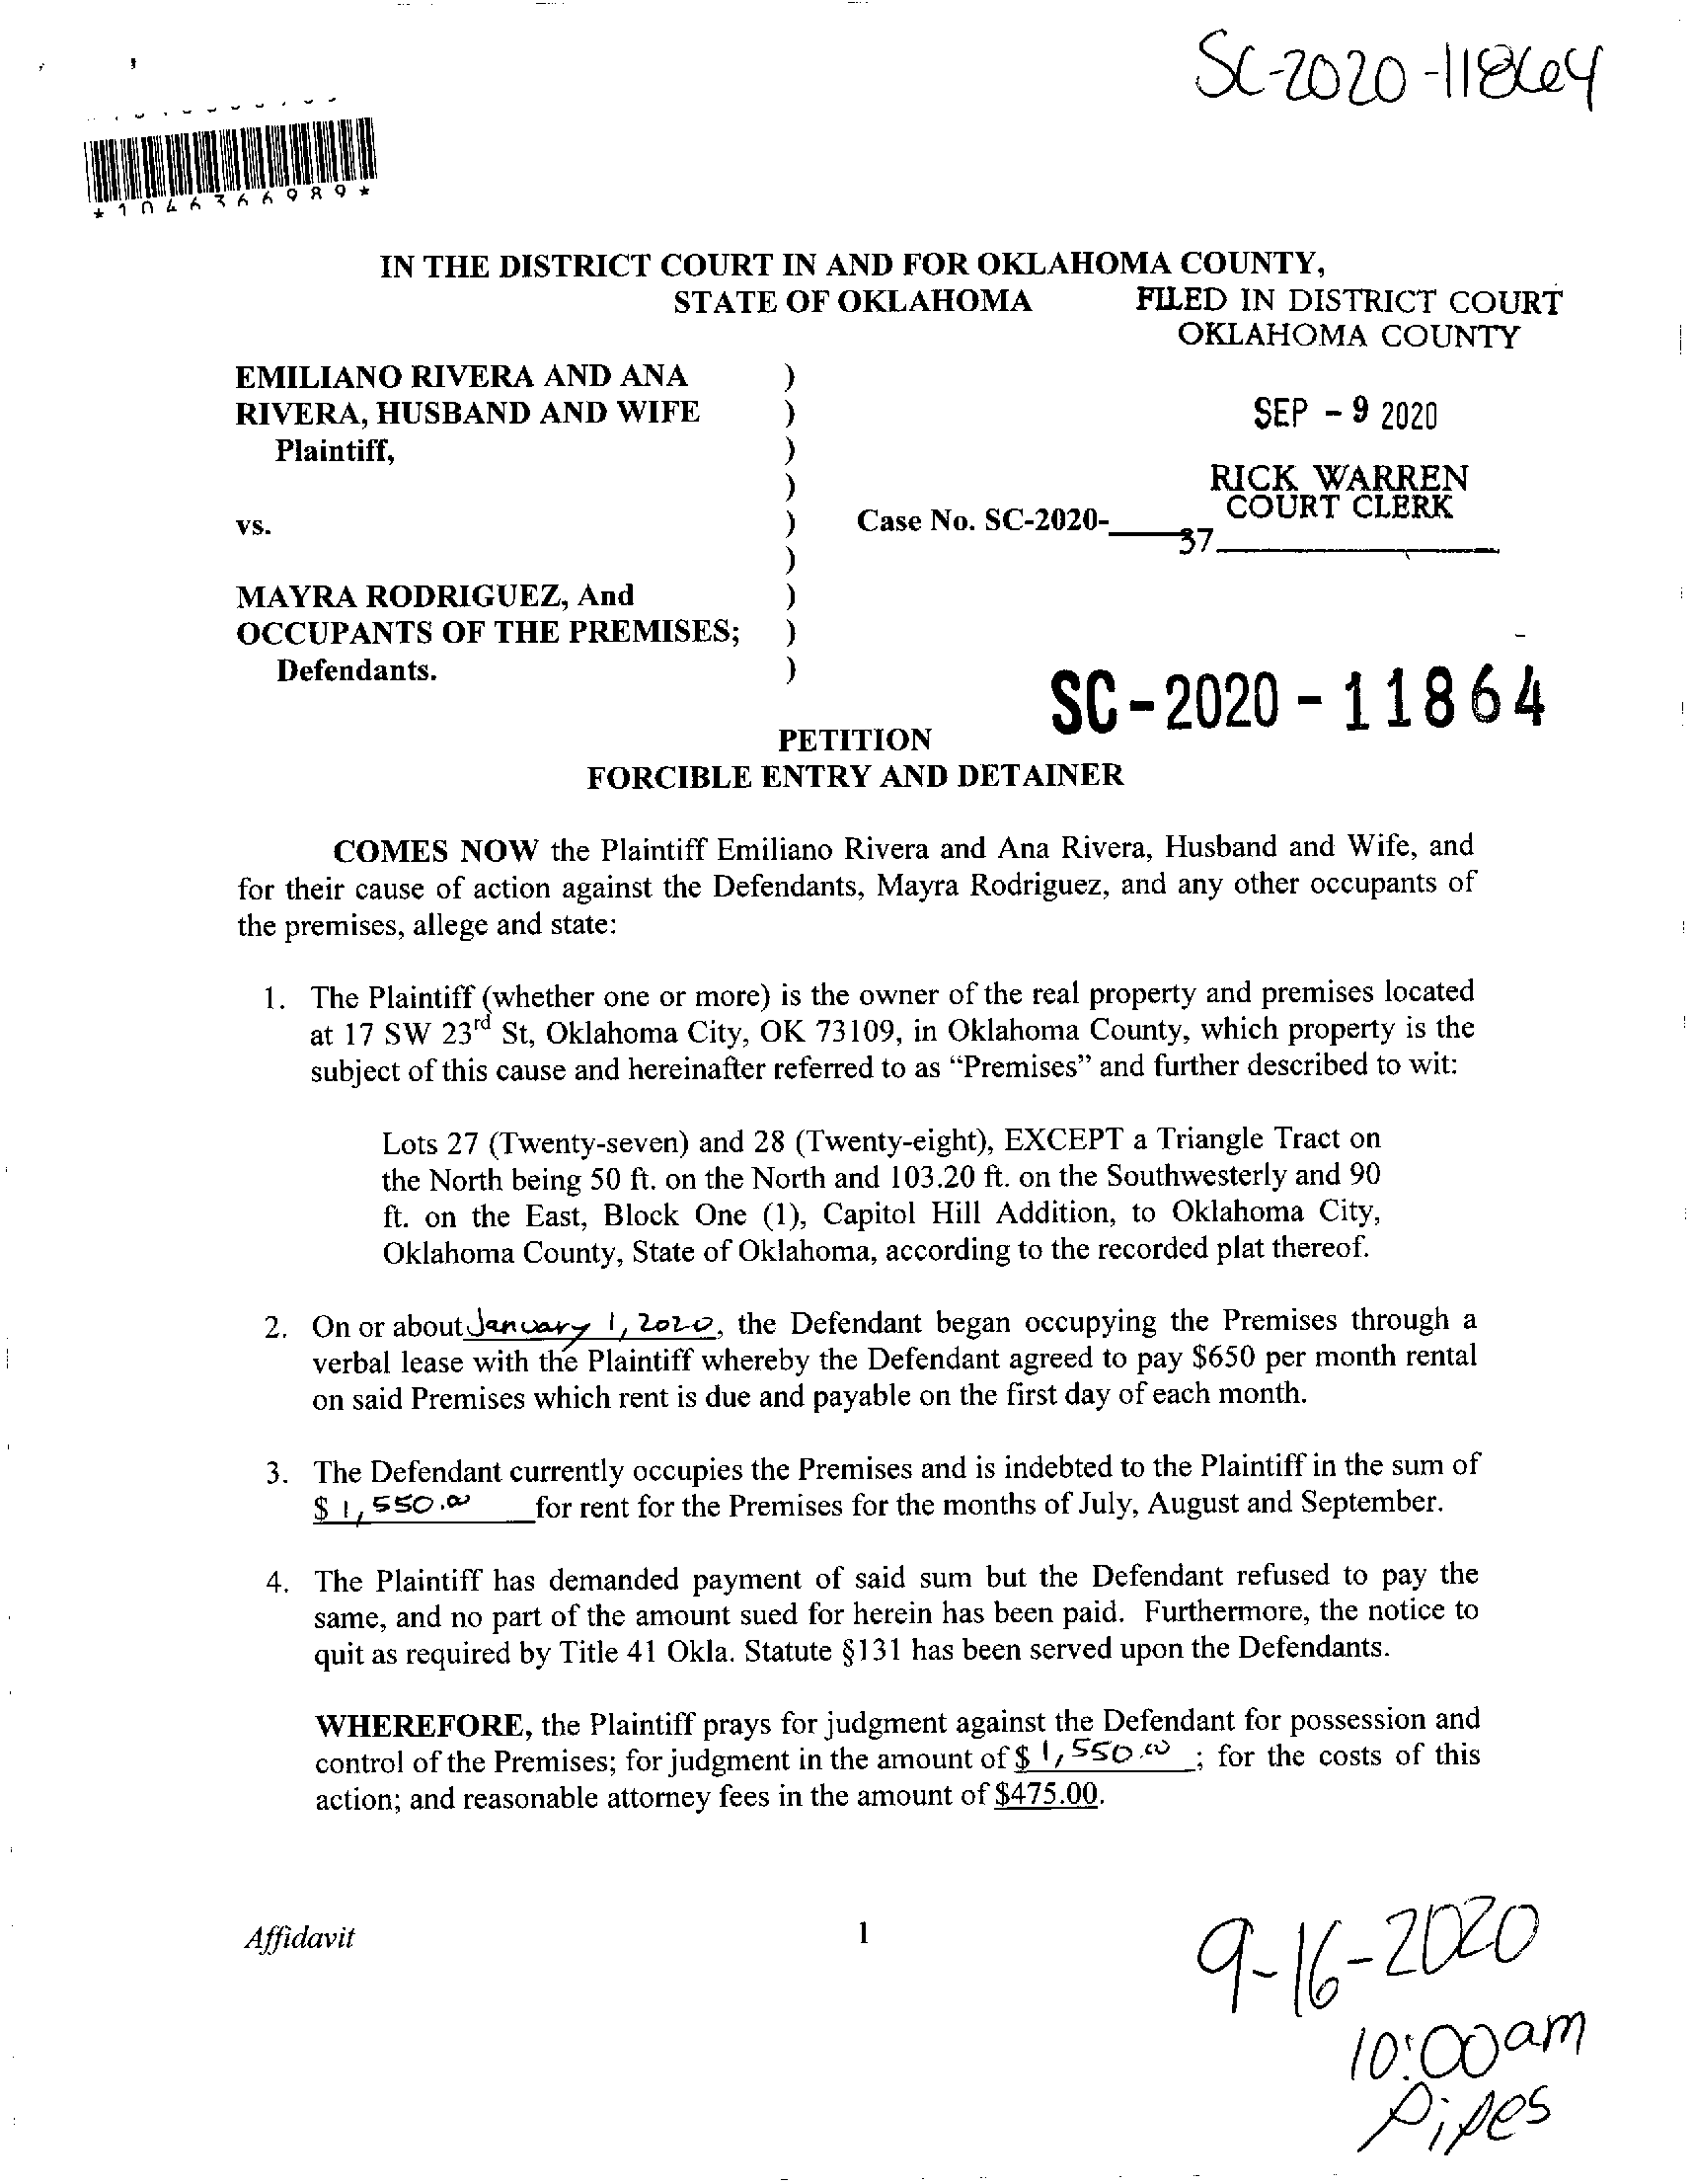 SC-2020-11864
*1046366989*
IN THE DISTRICT COURT IN AND FOR OKLAHOMA COUNTY,
STATE OF OKLAHOMA
FILED IN DISTRICT COURT
OKLAHOMA COUNTY
EMILIANO RIVERA AND ANA )
RIVERA, HUSBAND AND WIFE )
SEP - 9 2020
Plaintiff, )
)
RICK WARREN
COURT CLERK
vs. ) Case No. SC-2020-
37
)
MAYRA RODRIGUEZ, And )
OCCUPANTS OF THE PREMISES; )
Defendants. )
SC-2020-11864
PETITION
FORCIBLE ENTRY AND DETAINER
COMES NOW the Plaintiff Emiliano Rivera and Ana Rivera, Husband and Wife, and
for their cause of action against the Defendants, Mayra Rodriguez, and any other occupants of
the premises, allege and state:
1. The Plaintiff (whether one or more) is the owner of the real property and premises located
at 17 SW 23rd St, Oklahoma City, OK 73109, in Oklahoma County, which property is the
subject of this cause and hereinafter referred to as “Premises” and further described to wit:
Lots 27 (Twenty-seven) and 28 (Twenty-eight), EXCEPT a Triangle Tract on
the North being 50 ft. on the North and 103.20 ft. on the Southwesterly and 90
ft. on the East, Block One (1), Capitol Hill Addition, to Oklahoma City,
Oklahoma County, State of Oklahoma, according to the recorded plat thereof.
2. On or about January 1, 2020, the Defendant began occupying the Premises through a
verbal lease with the Plaintiff whereby the Defendant agreed to pay $650 per month rental
on said Premises which rent is due and payable on the first day of each month.
3. The Defendant currently occupies the Premises and is indebted to the Plaintiff in the sum of
$ 1,550.00 for rent for the Premises for the months of July, August and September.
4. The Plaintiff has demanded payment of said sum but the Defendant refused to pay the
same, and no part of the amount sued for herein has been paid. Furthermore, the notice to
quit as required by Title 41 Okla. Statute §131 has been served upon the Defendants.
WHEREFORE, the Plaintiff prays for judgment against the Defendant for possession and
control of the Premises; for judgment in the amount of $ 1,550.00 ; for the costs of this
action; and reasonable attorney fees in the amount of $475.00.
Affidavit 1
9-16-2020
10:00am
Pipes